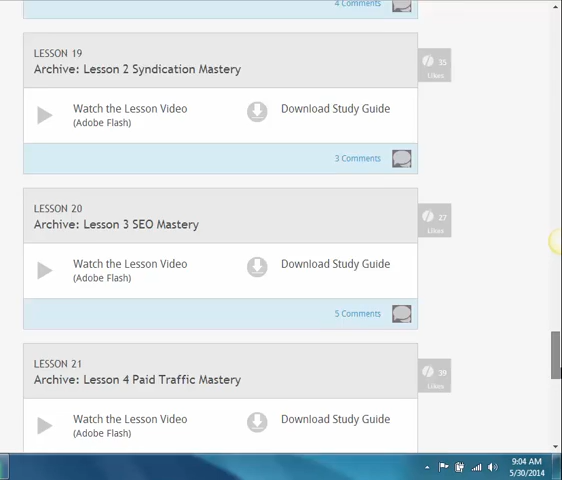 4 Comments
LESSON 19
Archive: Lesson 2 Syndication Mastery
35
Likes
Watch the Lesson Video
(Adobe Flash)
Download Study Guide
3 Comments
LESSON 20
Archive: Lesson 3 SEO Mastery
27
Likes
Watch the Lesson Video
(Adobe Flash)
Download Study Guide
5 Comments
LESSON 21
Archive: Lesson 4 Paid Traffic Mastery
39
Likes
Watch the Lesson Video
(Adobe Flash)
Download Study Guide
9:04 AM
5/30/2014